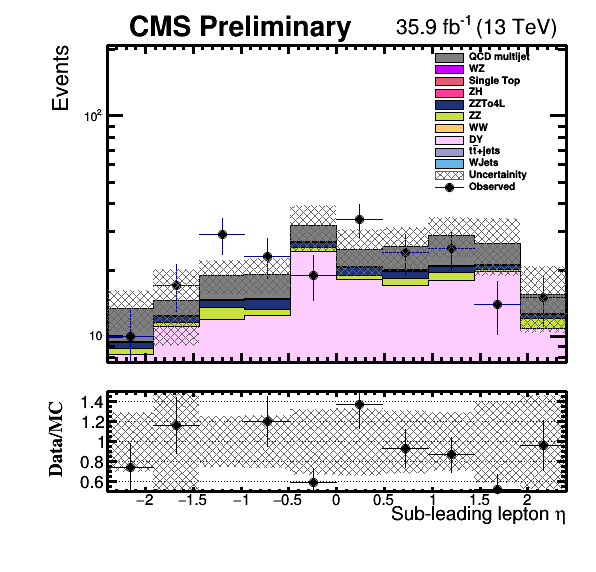 CMS Preliminary
35.9 fb⁻¹ (13 TeV)
Events
10²
10
QCD multijet
WZ
Single Top
ZH
ZZTo4L
ZZ
WW
DY
tt̄+jets
WJets
Uncertainity
Observed
Data/MC
1.4
1.2
1
0.8
0.6
−2 −1.5 −1 −0.5 0 0.5 1 1.5 2
Sub-leading lepton η